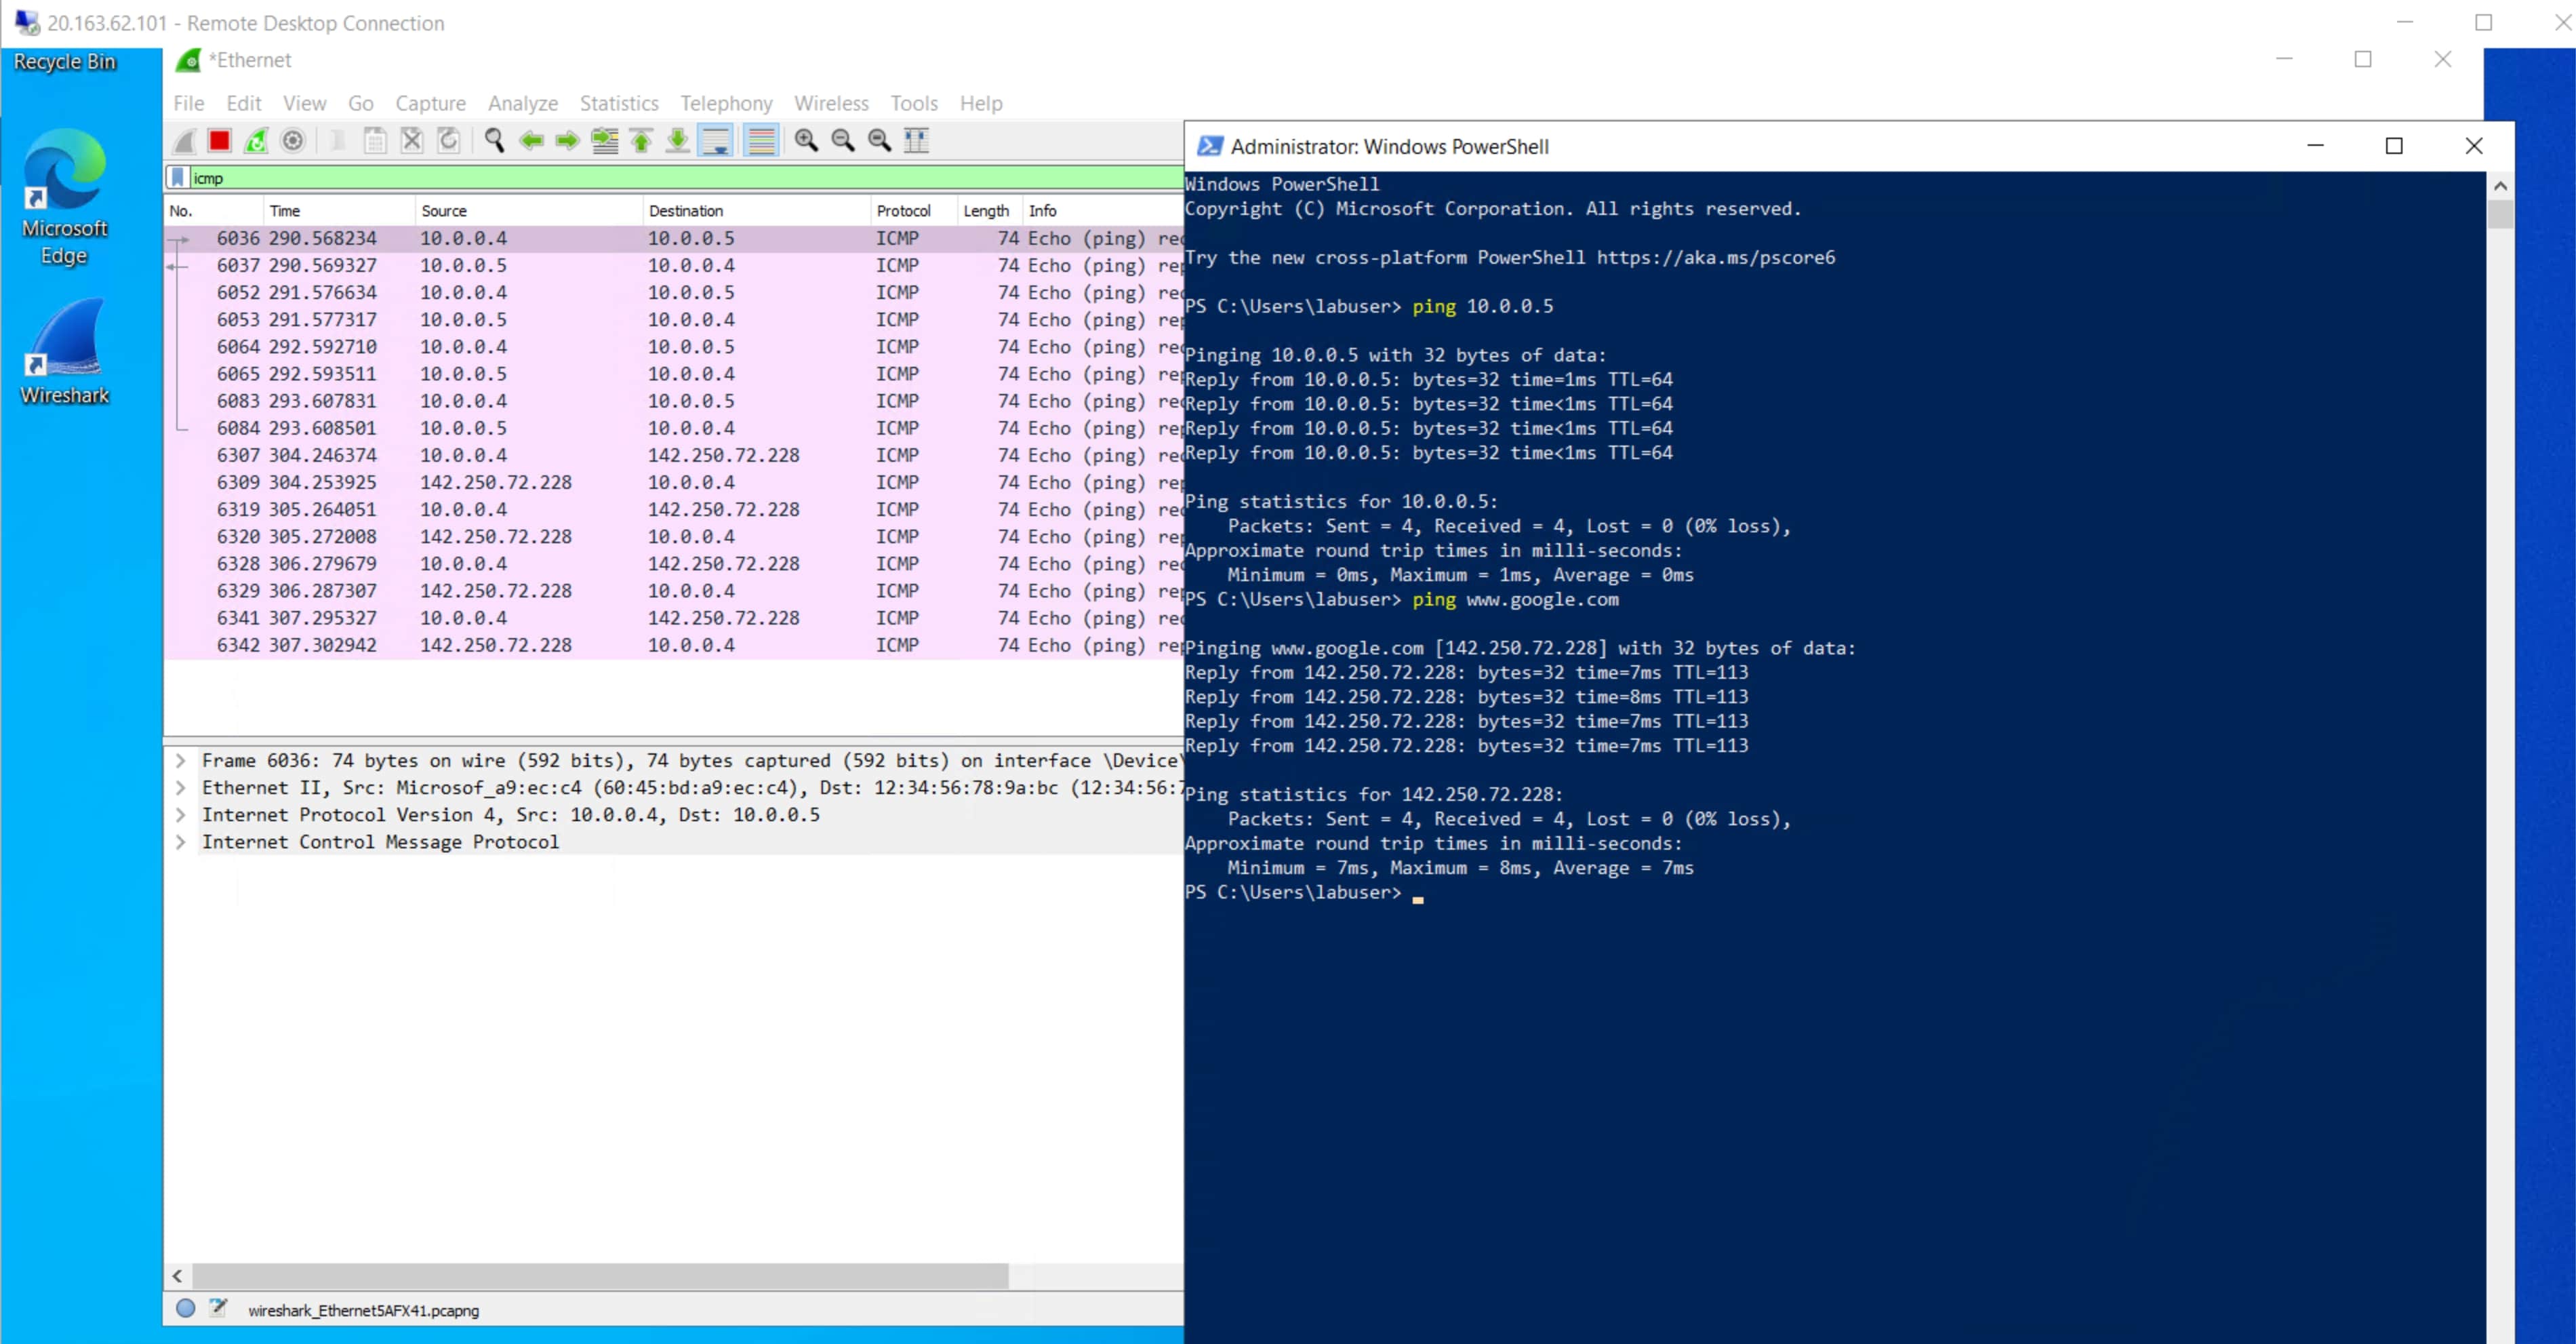 20.163.62.101 - Remote Desktop Connection
Recycle Bin
Microsoft
Edge
Wireshark
*Ethernet
File Edit View Go Capture Analyze Statistics Telephony Wireless Tools Help
icmp
No. Time Source Destination Protocol Length Info
6036 290.568234 10.0.0.4 10.0.0.5 ICMP 74 Echo (ping) rec
6037 290.569327 10.0.0.5 10.0.0.4 ICMP 74 Echo (ping) rep
6052 291.576634 10.0.0.4 10.0.0.5 ICMP 74 Echo (ping) rec
6053 291.577317 10.0.0.5 10.0.0.4 ICMP 74 Echo (ping) rep
6064 292.592710 10.0.0.4 10.0.0.5 ICMP 74 Echo (ping) rec
6065 292.593511 10.0.0.5 10.0.0.4 ICMP 74 Echo (ping) rep
6083 293.607831 10.0.0.4 10.0.0.5 ICMP 74 Echo (ping) rec
6084 293.608501 10.0.0.5 10.0.0.4 ICMP 74 Echo (ping) rep
6307 304.246374 10.0.0.4 142.250.72.228 ICMP 74 Echo (ping) rec
6309 304.253925 142.250.72.228 10.0.0.4 ICMP 74 Echo (ping) rep
6319 305.264051 10.0.0.4 142.250.72.228 ICMP 74 Echo (ping) rec
6320 305.272008 142.250.72.228 10.0.0.4 ICMP 74 Echo (ping) rep
6328 306.279679 10.0.0.4 142.250.72.228 ICMP 74 Echo (ping) rec
6329 306.287307 142.250.72.228 10.0.0.4 ICMP 74 Echo (ping) rep
6341 307.295327 10.0.0.4 142.250.72.228 ICMP 74 Echo (ping) rec
6342 307.302942 142.250.72.228 10.0.0.4 ICMP 74 Echo (ping) rep
Frame 6036: 74 bytes on wire (592 bits), 74 bytes captured (592 bits) on interface \Device\
Ethernet II, Src: Microsof_a9:ec:c4 (60:45:bd:a9:ec:c4), Dst: 12:34:56:78:9a:bc (12:34:56:7
Internet Protocol Version 4, Src: 10.0.0.4, Dst: 10.0.0.5
Internet Control Message Protocol
wireshark_Ethernet5AFX41.pcapng
Administrator: Windows PowerShell
Windows PowerShell
Copyright (C) Microsoft Corporation. All rights reserved.
Try the new cross-platform PowerShell https://aka.ms/pscore6
PS C:\Users\labuser> ping 10.0.0.5
Pinging 10.0.0.5 with 32 bytes of data:
Reply from 10.0.0.5: bytes=32 time=1ms TTL=64
Reply from 10.0.0.5: bytes=32 time<1ms TTL=64
Reply from 10.0.0.5: bytes=32 time<1ms TTL=64
Reply from 10.0.0.5: bytes=32 time<1ms TTL=64
Ping statistics for 10.0.0.5:
Packets: Sent = 4, Received = 4, Lost = 0 (0% loss),
Approximate round trip times in milli-seconds:
Minimum = 0ms, Maximum = 1ms, Average = 0ms
PS C:\Users\labuser> ping www.google.com
Pinging www.google.com [142.250.72.228] with 32 bytes of data:
Reply from 142.250.72.228: bytes=32 time=7ms TTL=113
Reply from 142.250.72.228: bytes=32 time=8ms TTL=113
Reply from 142.250.72.228: bytes=32 time=7ms TTL=113
Reply from 142.250.72.228: bytes=32 time=7ms TTL=113
Ping statistics for 142.250.72.228:
Packets: Sent = 4, Received = 4, Lost = 0 (0% loss),
Approximate round trip times in milli-seconds:
Minimum = 7ms, Maximum = 8ms, Average = 7ms
PS C:\Users\labuser>